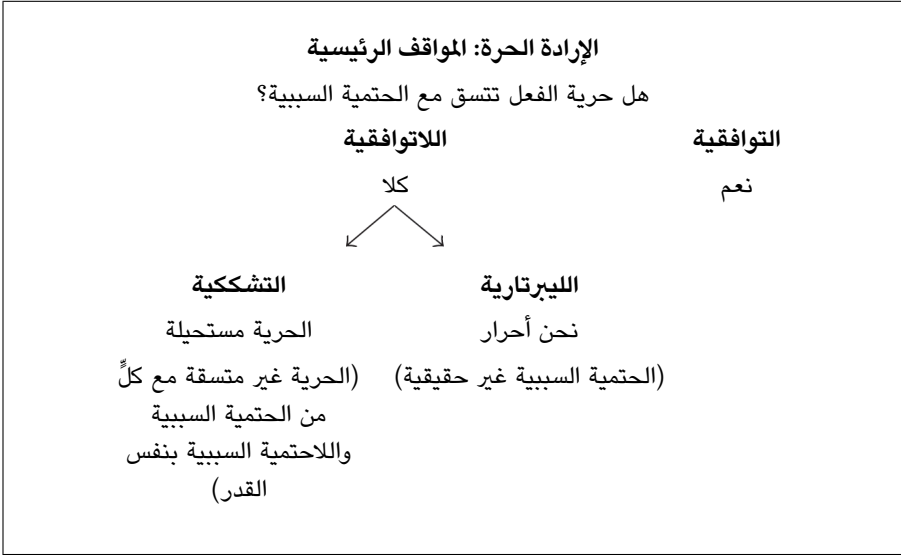 الإرادة الحرة: المواقف الرئيسية
هل حرية الفعل تتسق مع الحتمية السببية؟
التوافقية
اللاتوافقية
نعم
كلا
الليبرتارية
التشككية
نحن أحرار
الحرية مستحيلة
(الحتمية السببية غير حقيقية)
(الحرية غير متسقة مع كلٍّ
من الحتمية السببية
واللاحتمية السببية بنفس
القدر)